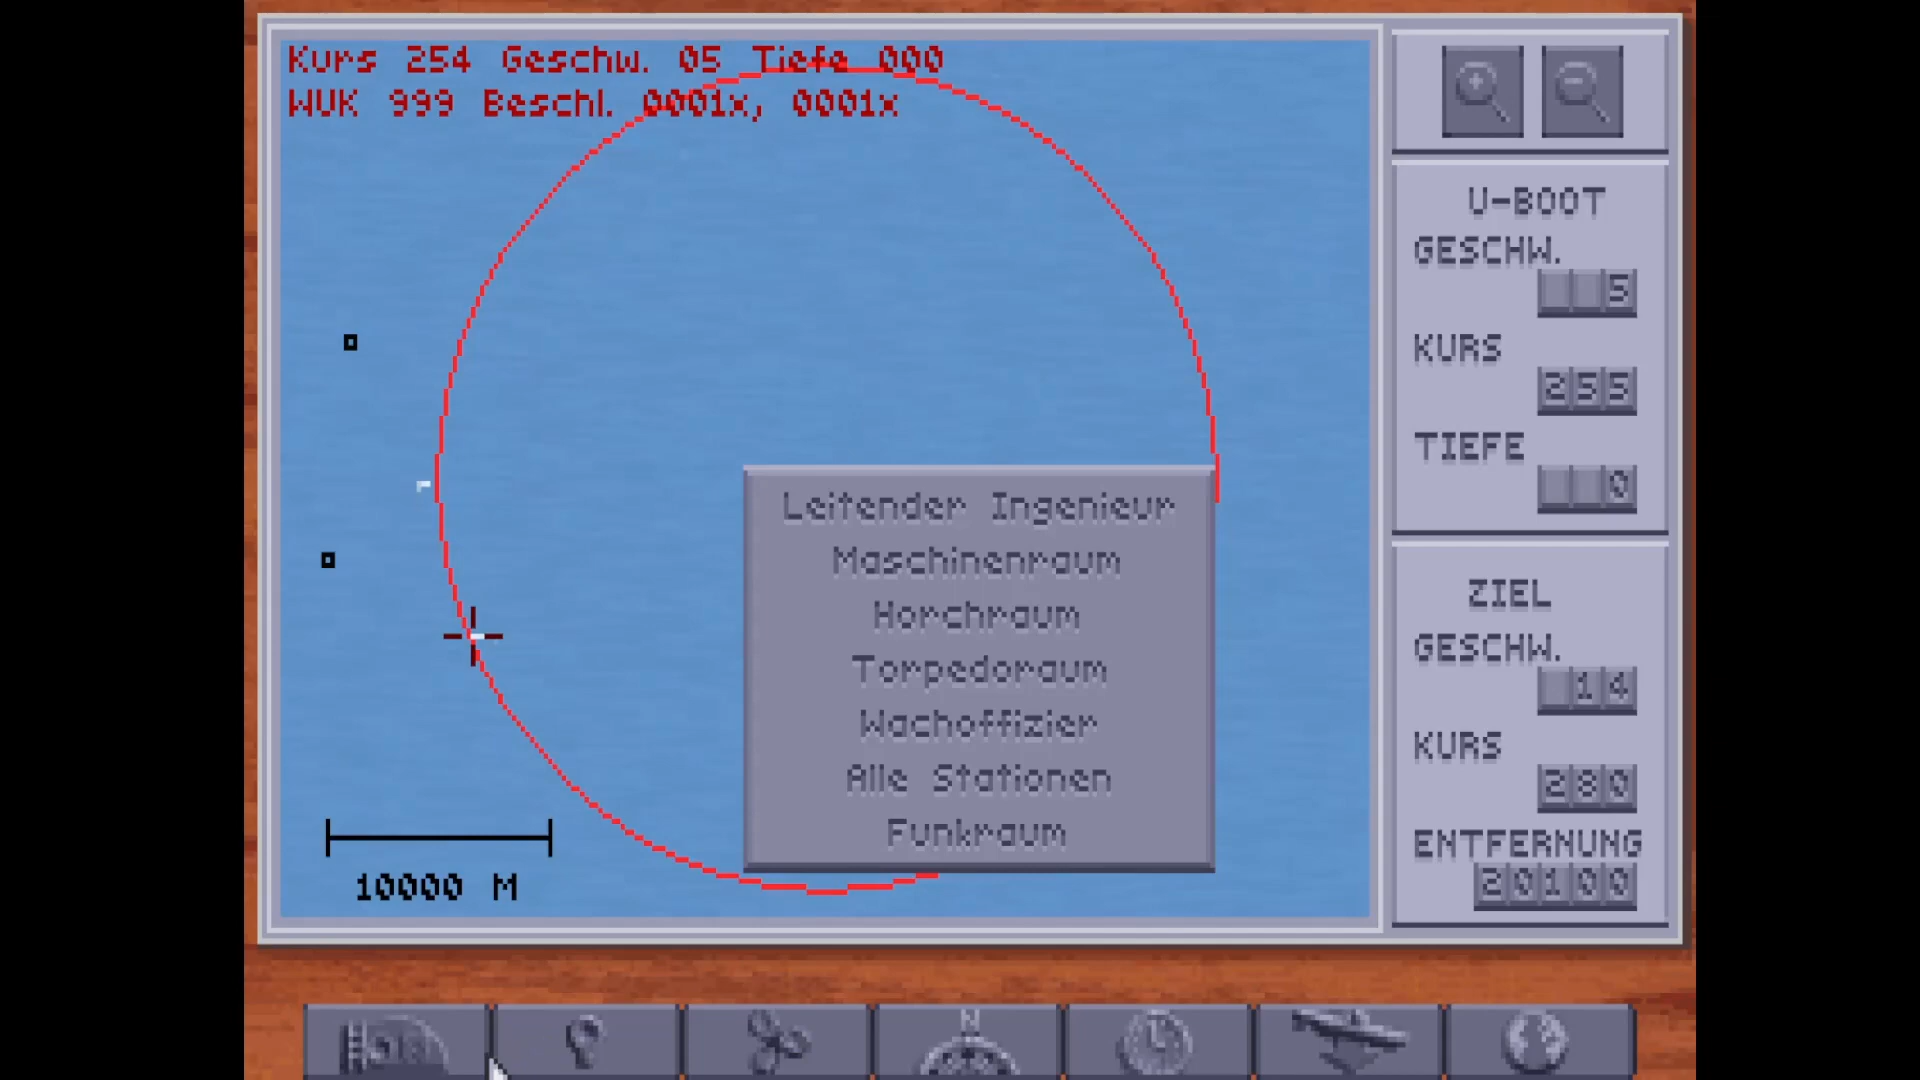 Kurs 254 Geschw. 05 Tiefe 000
WUK 999 Beschl. 0001x, 0001x
U-BOOT
GESCHW.
5
KURS
255
TIEFE
0
Leitender Ingenieur
Maschinenraum
Horchraum
Torpedoraum
Wachoffizier
Alle Stationen
Funkraum
ZIEL
GESCHW.
14
KURS
280
ENTFERNUNG
20100
10000 M
N